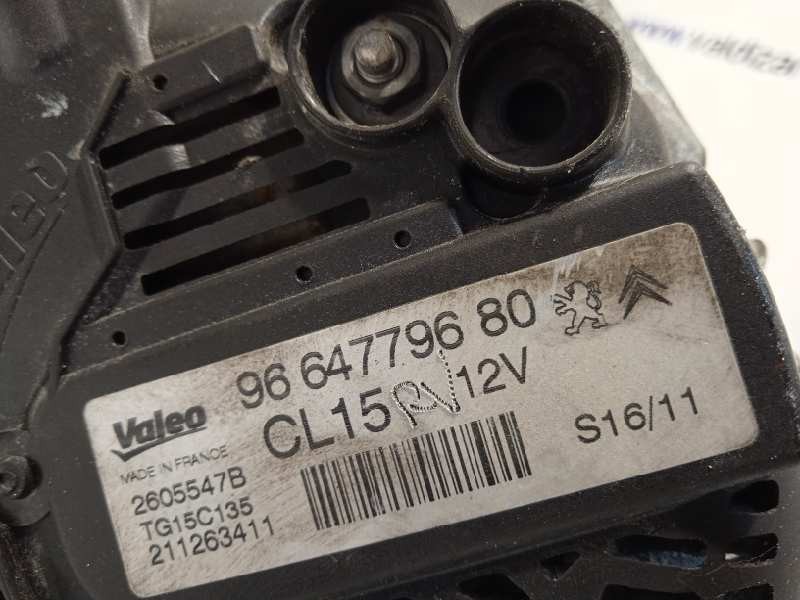 96 647796 80
CL15 12V
Valeo
MADE IN FRANCE
2605547B
TG15C135
211263411
S16/11